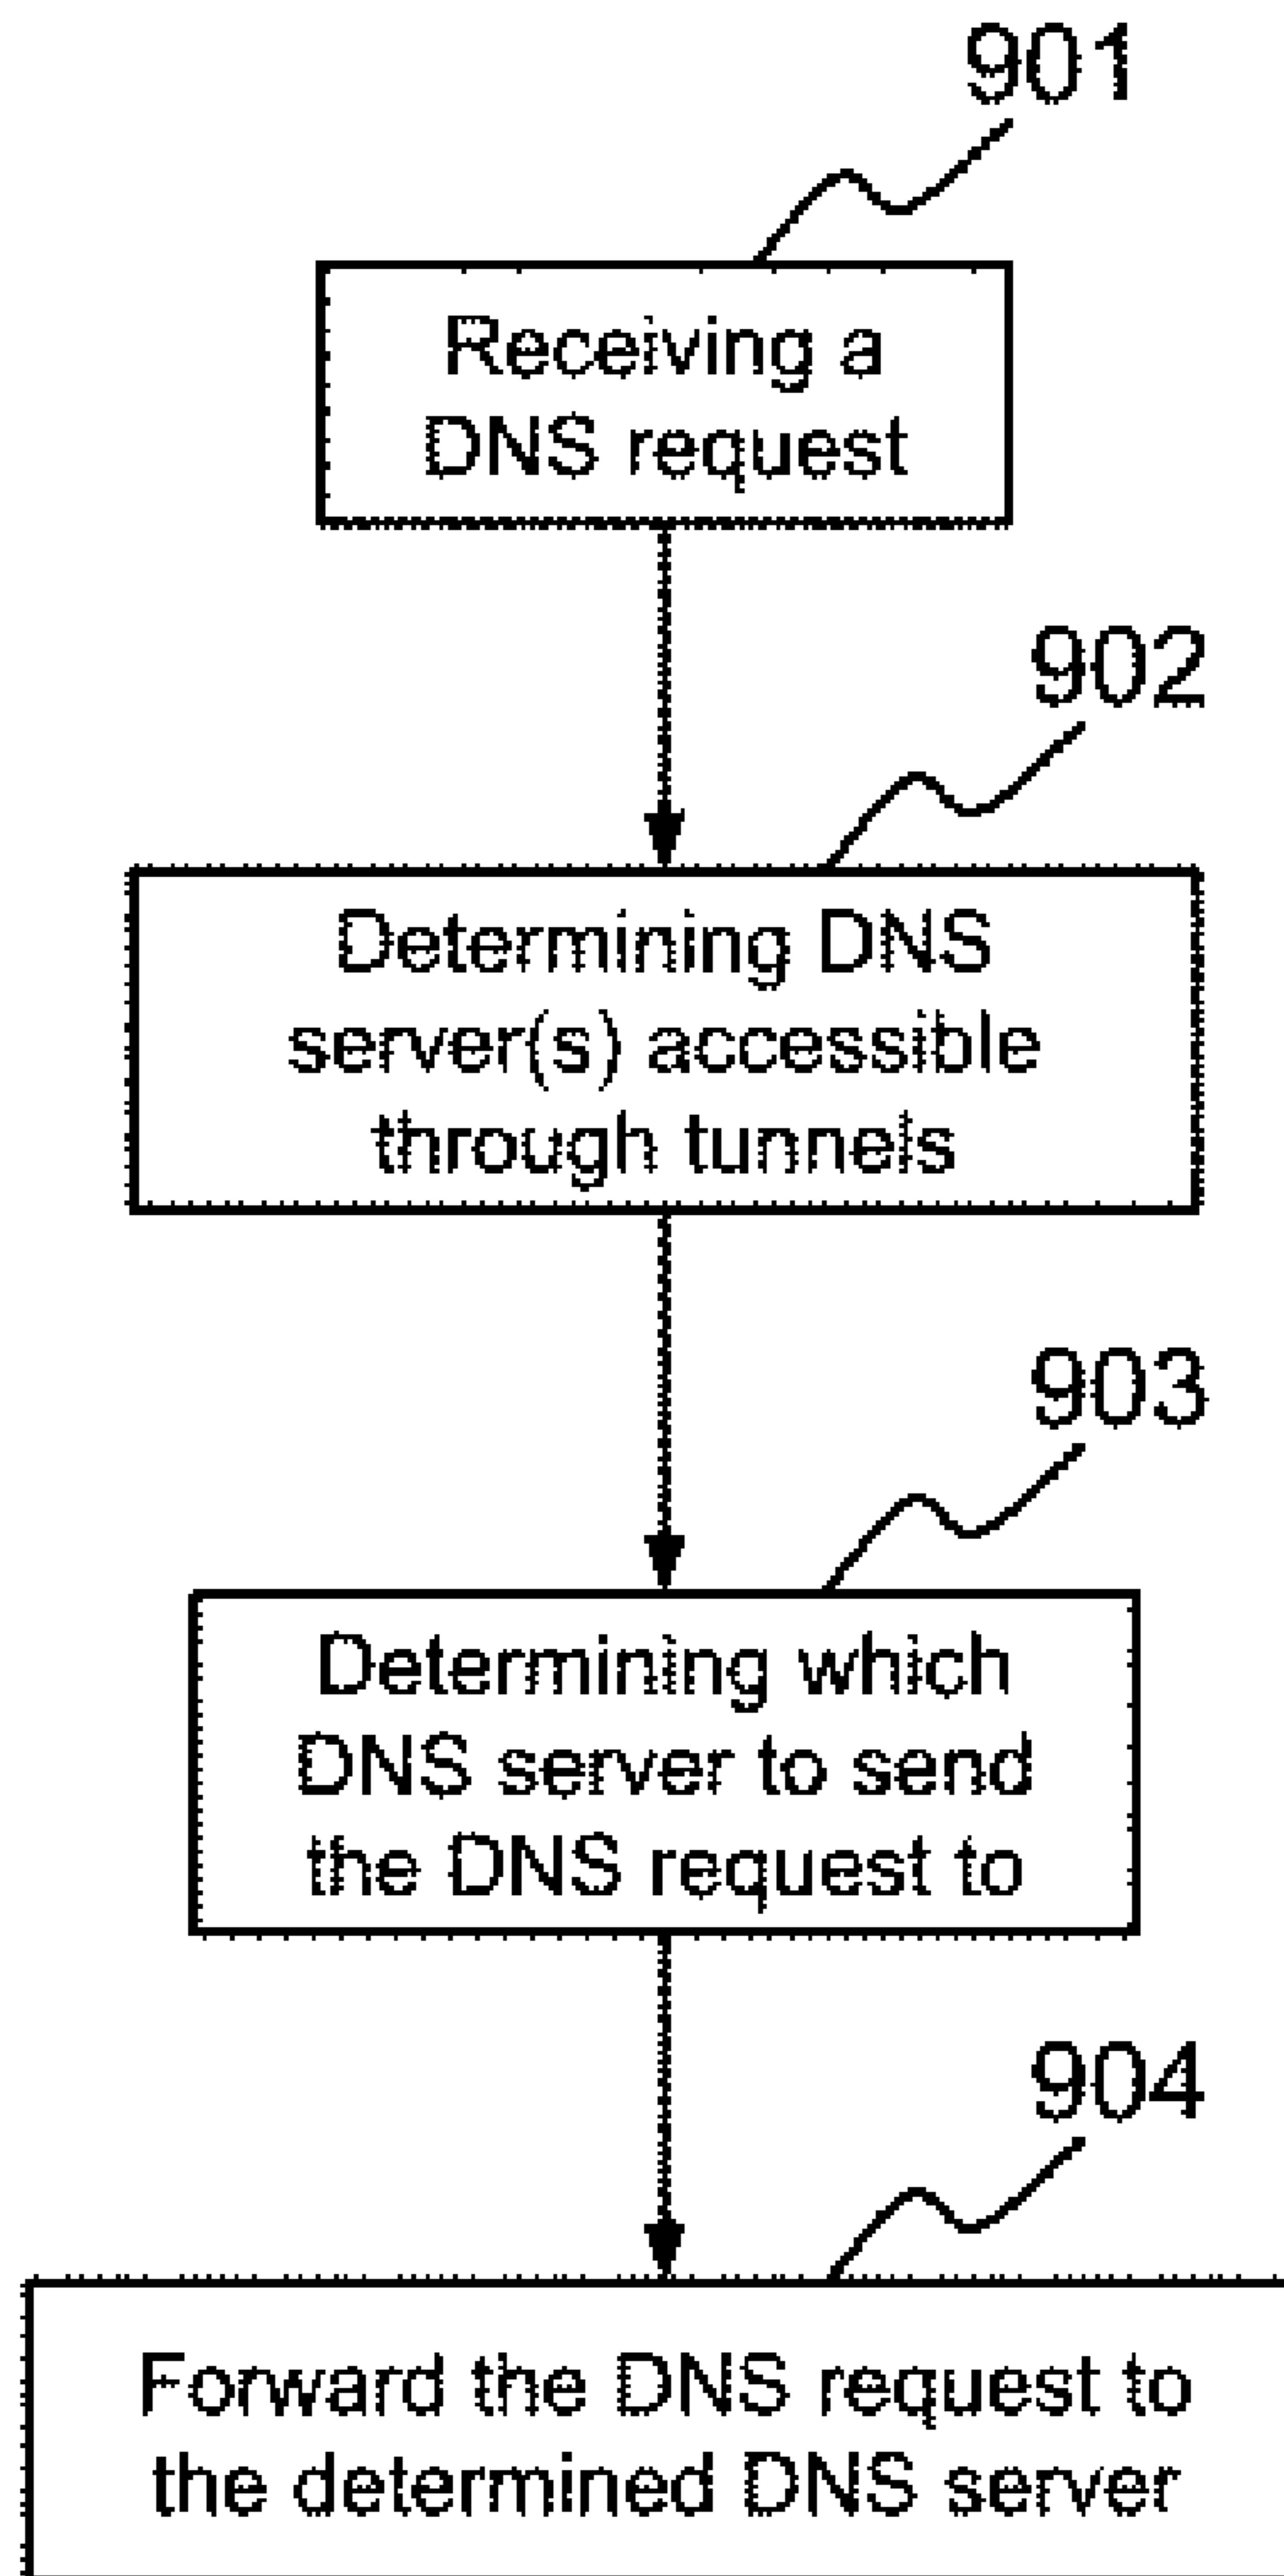 901
Receiving a
DNS request
902
Determining DNS
server(s) accessible
through tunnels
903
Determining which
DNS server to send
the DNS request to
904
Forward the DNS request to
the determined DNS server